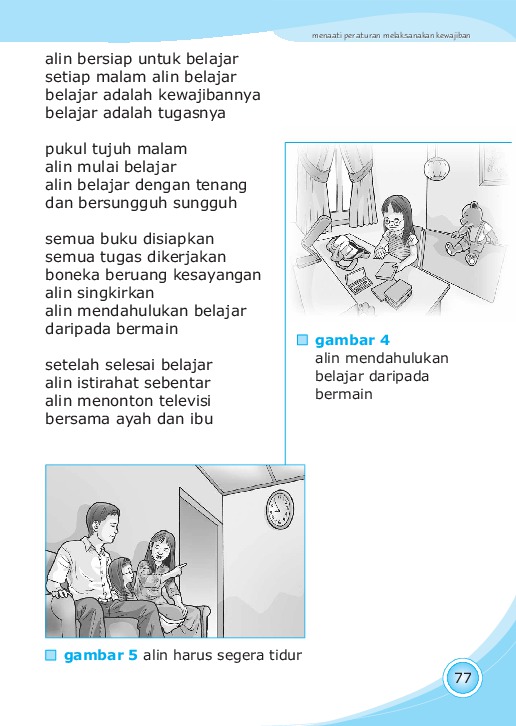 menaati peraturan melaksanakan kewajiban
alin bersiap untuk belajar
setiap malam alin belajar
belajar adalah kewajibannya
belajar adalah tugasnya
pukul tujuh malam
alin mulai belajar
alin belajar dengan tenang
dan bersungguh sungguh
semua buku disiapkan
semua tugas dikerjakan
boneka beruang kesayangan
alin singkirkan
alin mendahulukan belajar
daripada bermain
setelah selesai belajar
alin istirahat sebentar
alin menonton televisi
bersama ayah dan ibu
gambar 4
alin mendahulukan
belajar daripada
bermain
gambar 5 alin harus segera tidur
77